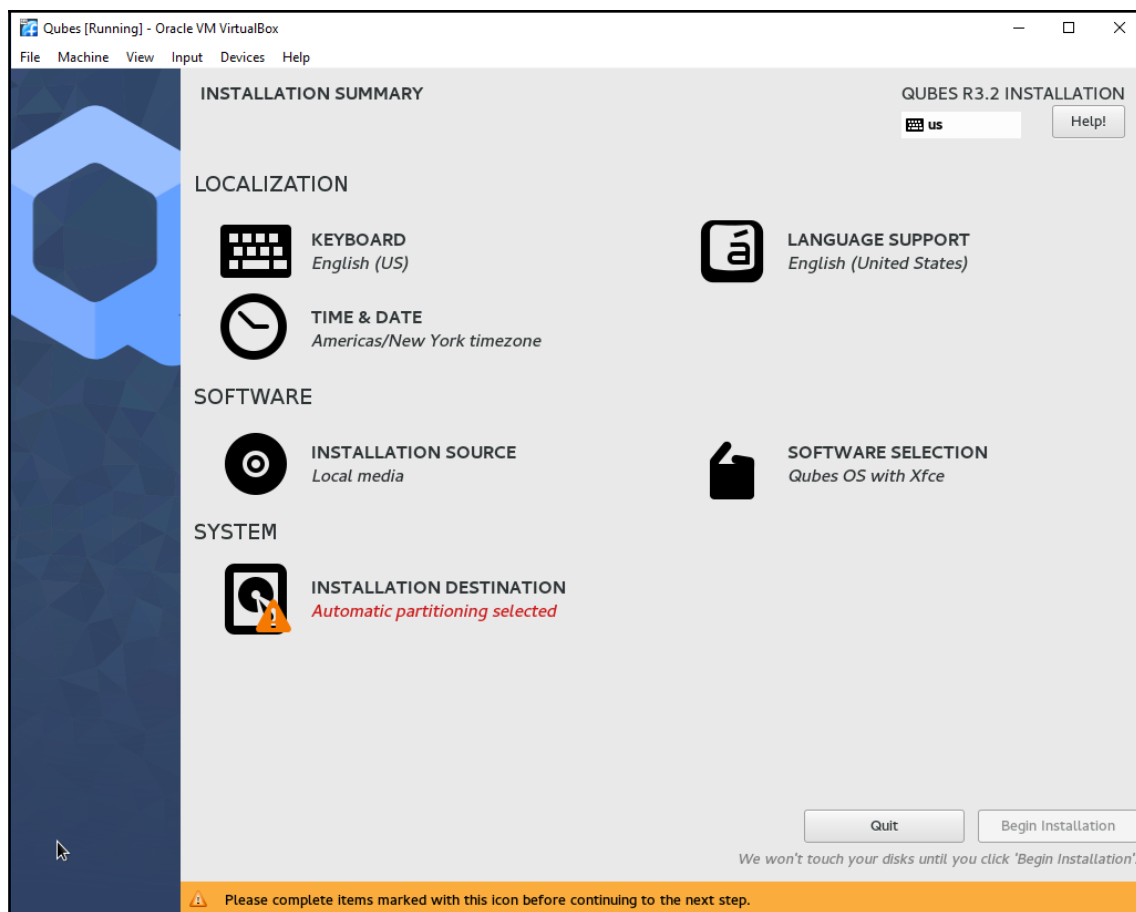 Qubes [Running] - Oracle VM VirtualBox
File Machine View Input Devices Help
INSTALLATION SUMMARY
QUBES R3.2 INSTALLATION
us
Help!
LOCALIZATION
KEYBOARD
English (US)
LANGUAGE SUPPORT
English (United States)
TIME & DATE
Americas/New York timezone
SOFTWARE
INSTALLATION SOURCE
Local media
SOFTWARE SELECTION
Qubes OS with Xfce
SYSTEM
INSTALLATION DESTINATION
Automatic partitioning selected
Quit
Begin Installation
We won't touch your disks until you click 'Begin Installation'.
Please complete items marked with this icon before continuing to the next step.